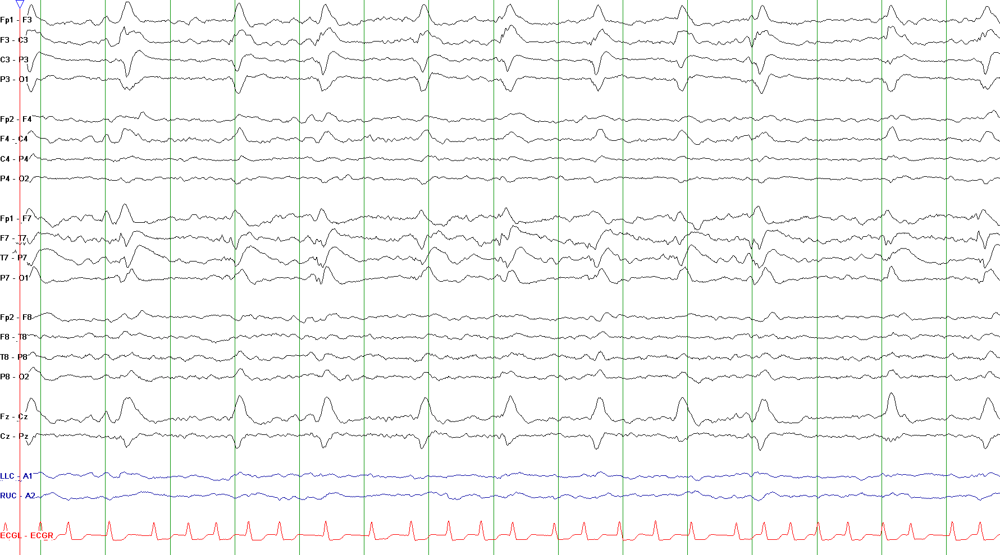 Fp1 - F3
F3 - C3
C3 - P3
P3 - O1
Fp2 - F4
F4 - C4
C4 - P4
P4 - O2
Fp1 - F7
F7 - T7
T7 - P7
P7 - O1
Fp2 - F8
F8 - T8
T8 - P8
P8 - O2
Fz - Cz
Cz - Pz
LLC - A1
RUC - A2
ECGL - ECGR